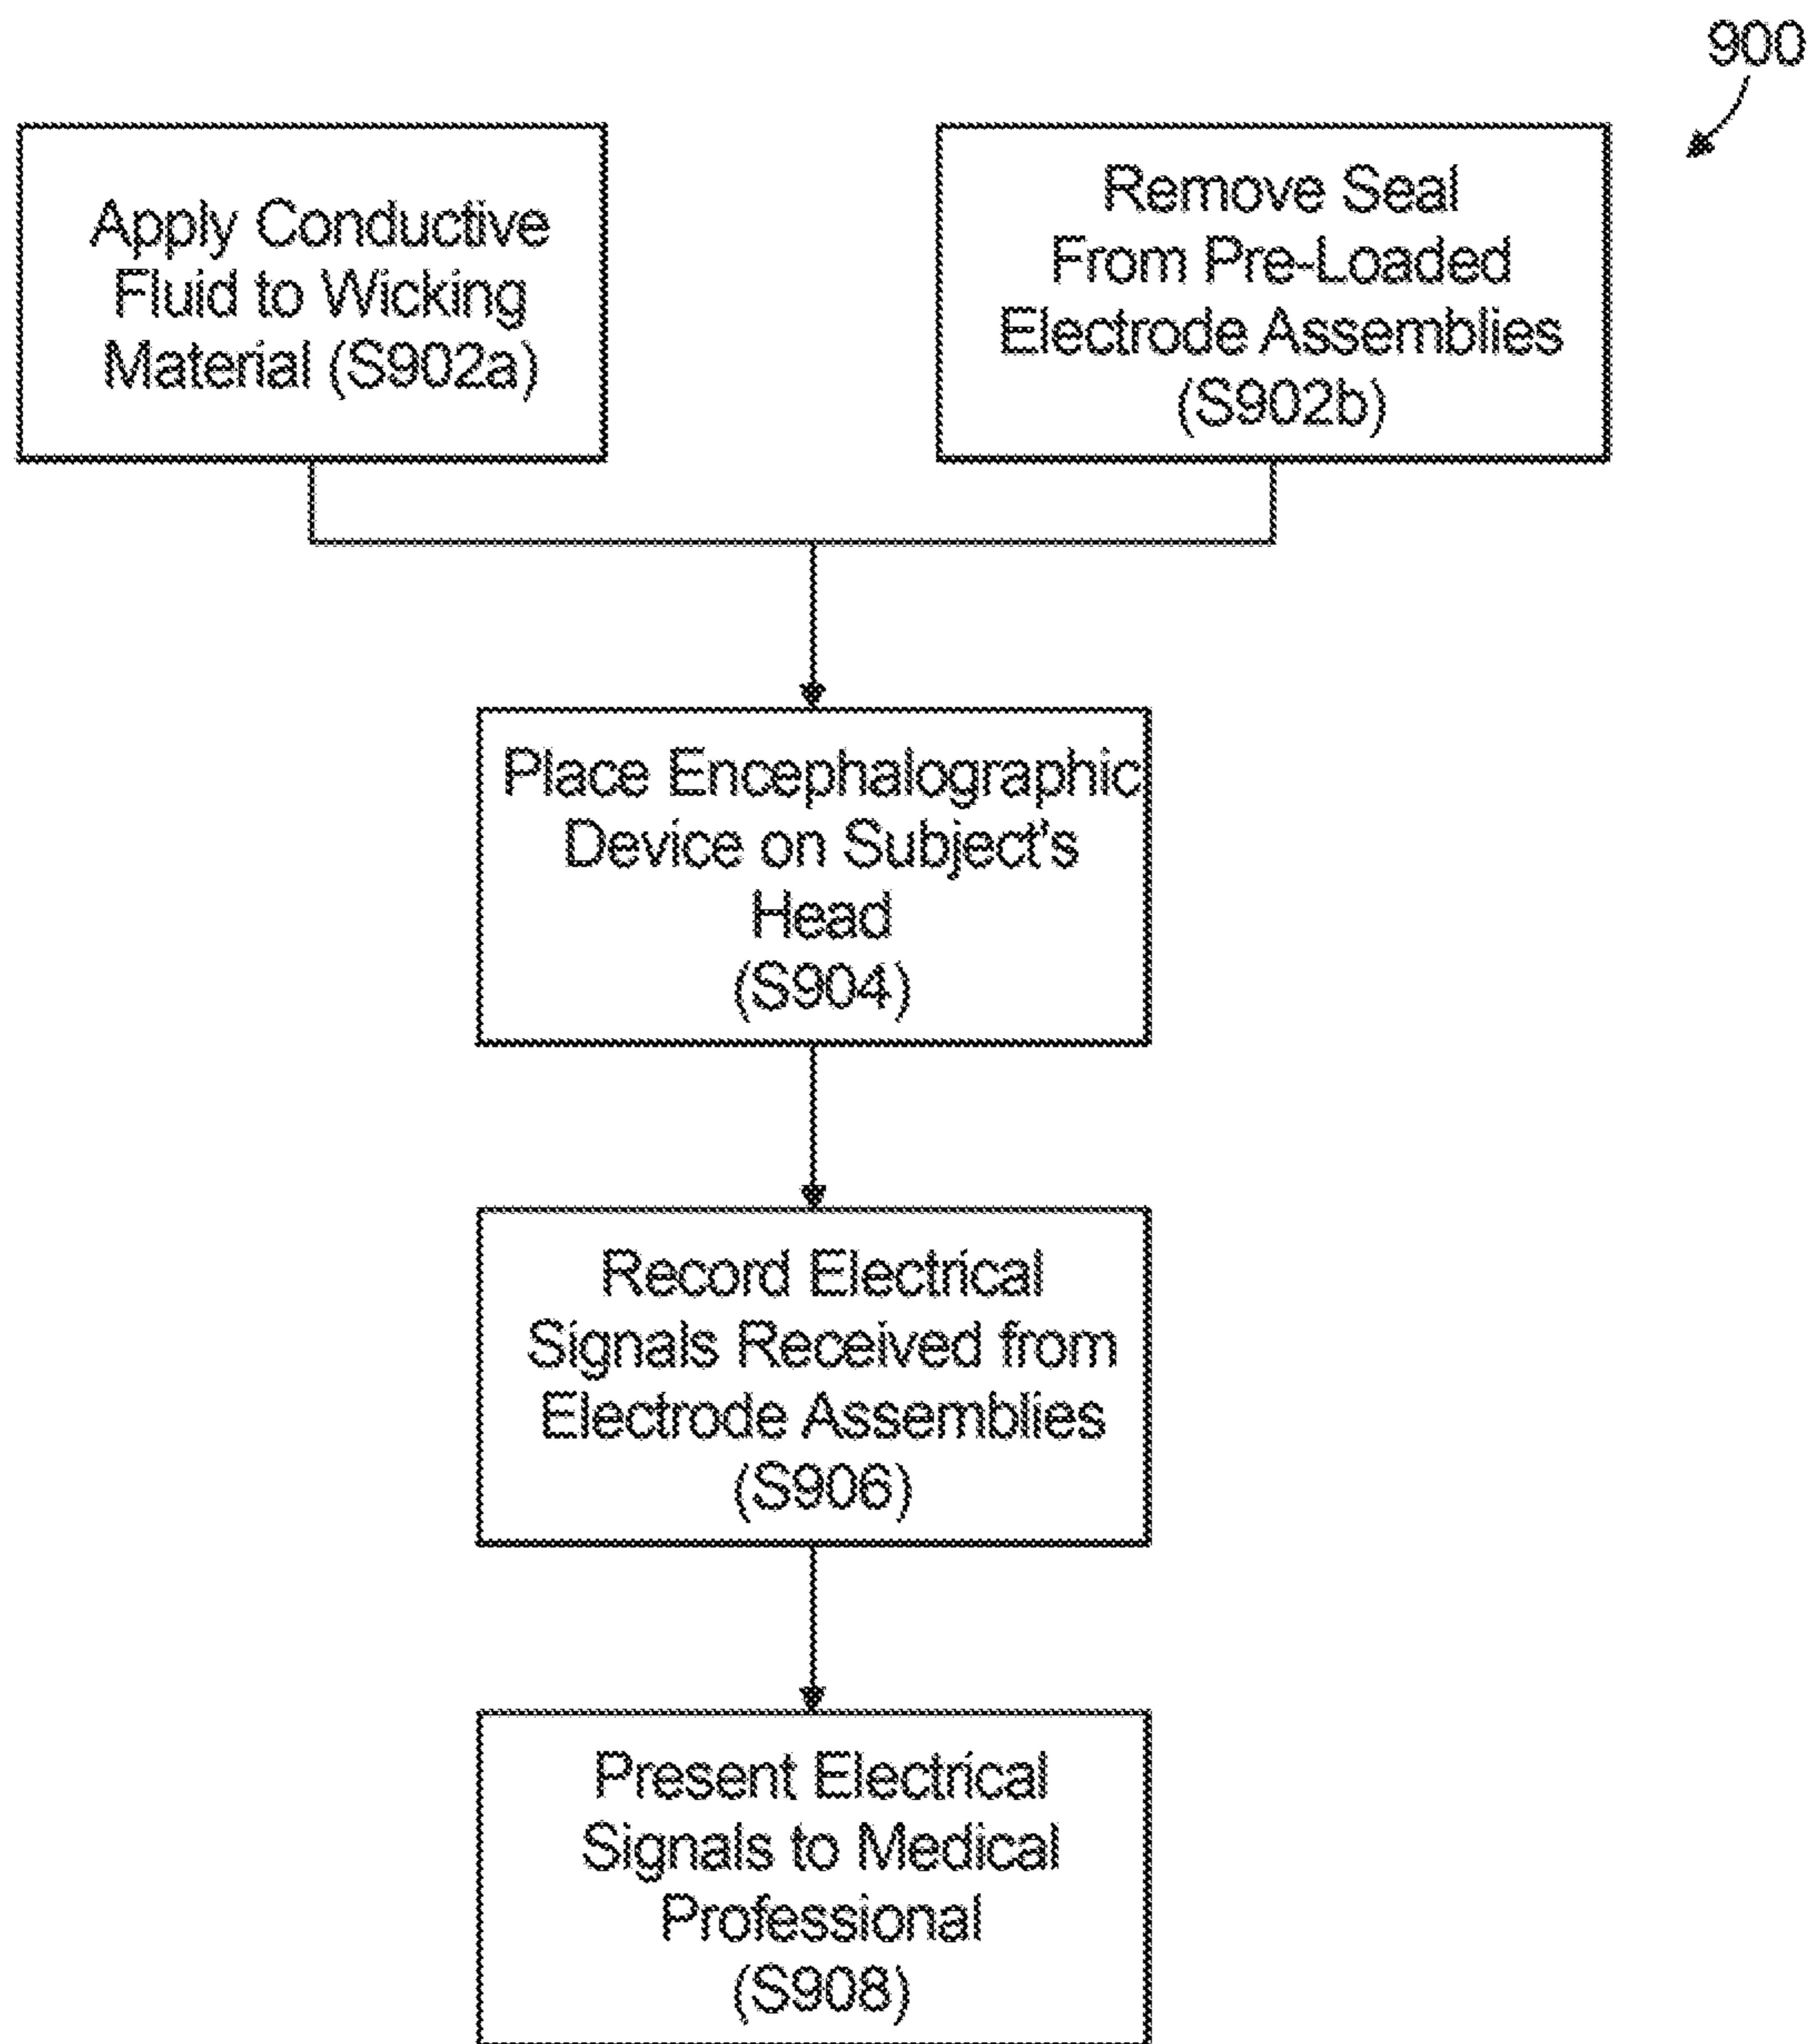 900
Apply Conductive
Fluid to Wicking
Material (S902a)
Remove Seal
From Pre-Loaded
Electrode Assemblies
(S902b)
Place Encephalographic
Device on Subject's
Head
(S904)
Record Electrical
Signals Received from
Electrode Assemblies
(S906)
Present Electrical
Signals to Medical
Professional
(S908)